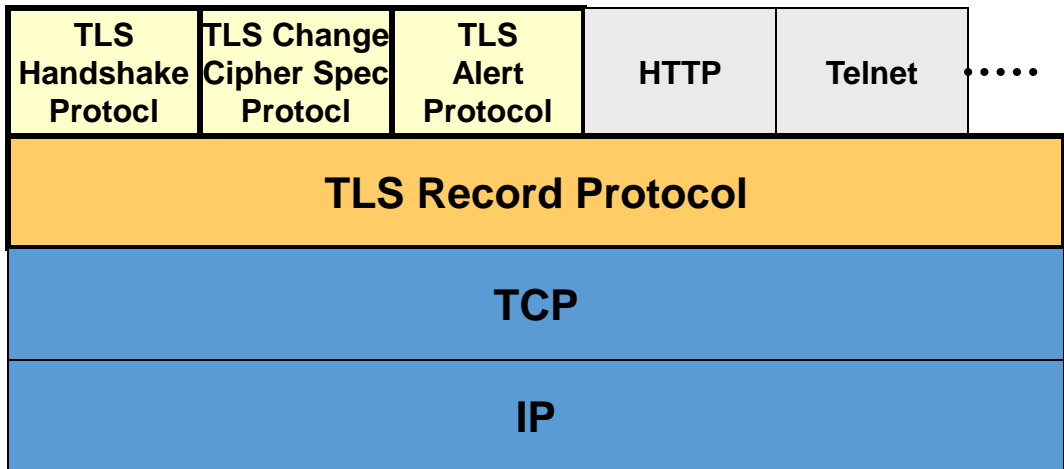 TLS
Handshake
Protocl
TLS Change
Cipher Spec
Protocl
TLS
Alert
Protocol
HTTP
Telnet
•••••
TLS Record Protocol
TCP
IP